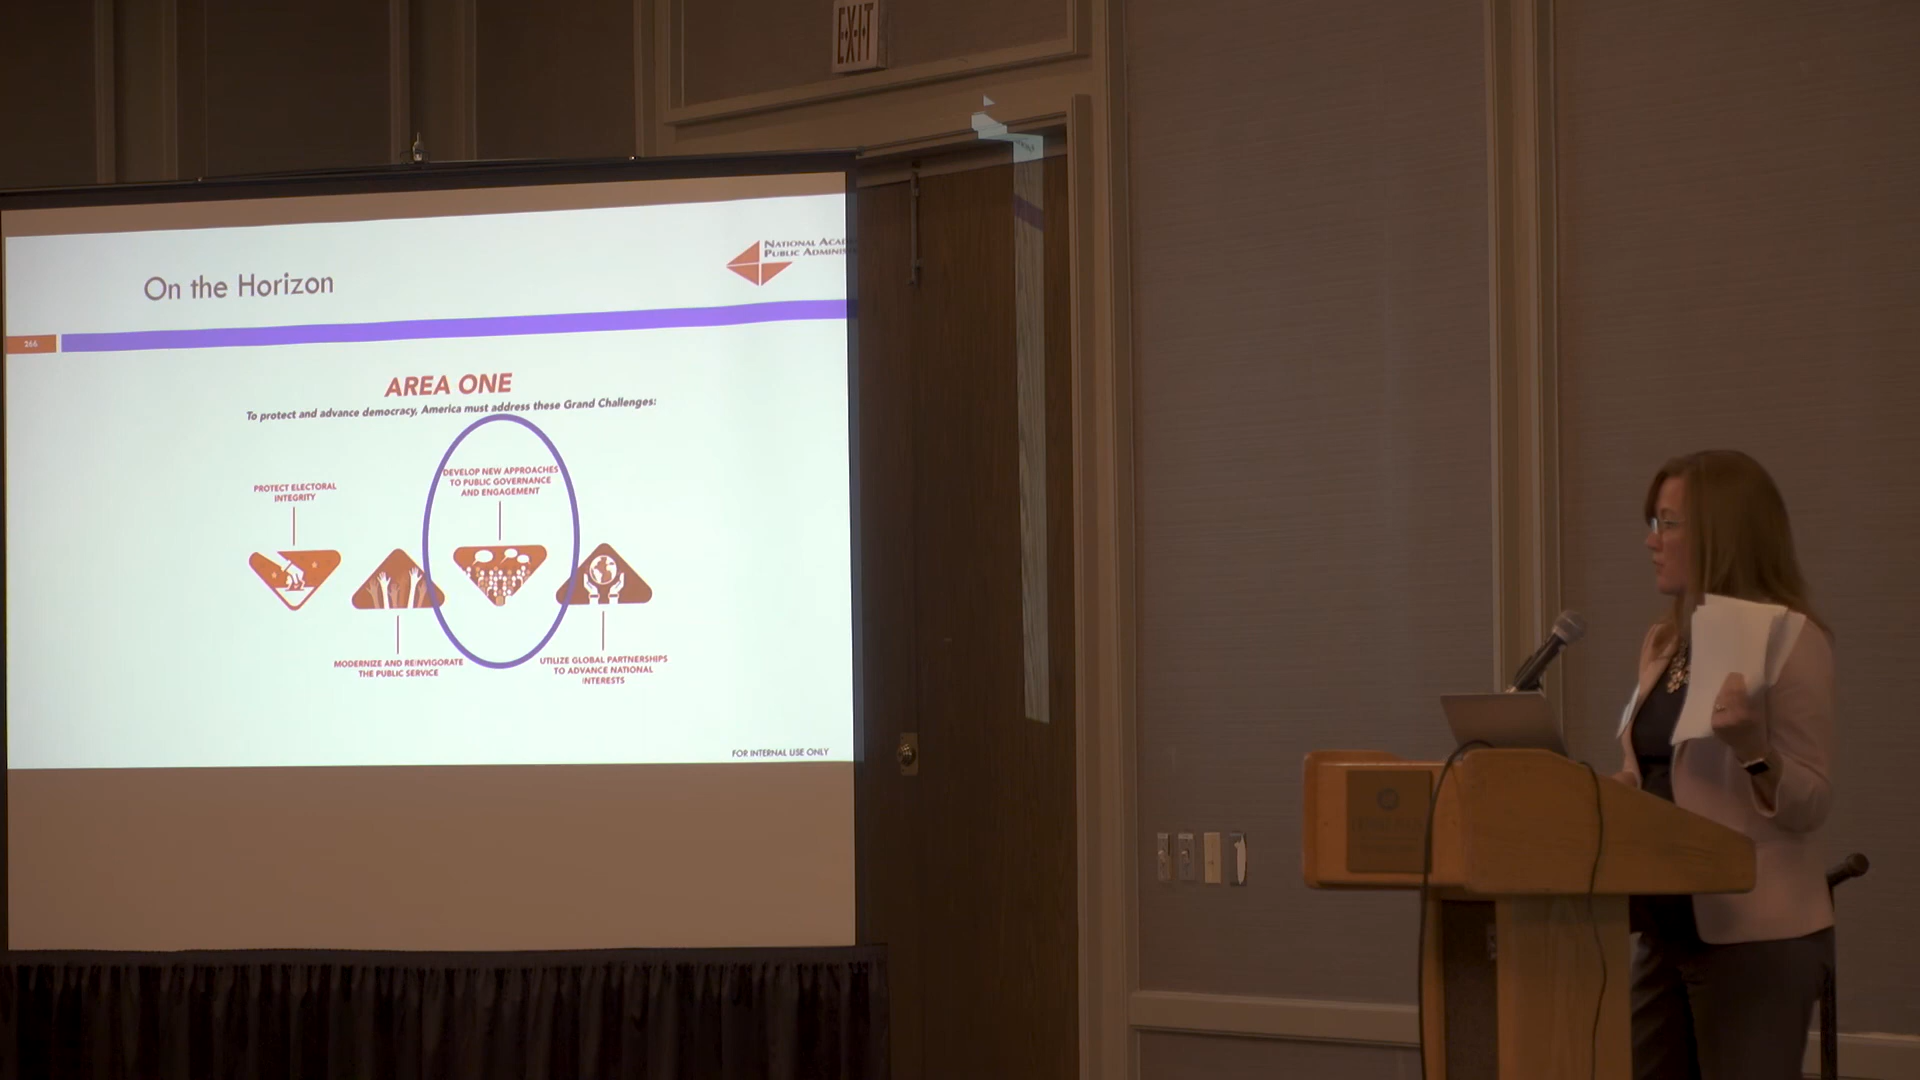 EXIT
On the Horizon
NATIONAL
PUBLIC
266
AREA ONE
To protect and advance democracy, America must address these Grand Challenges:
PROTECT ELECTORAL
INTEGRITY
DEVELOP NEW APPROACHES
TO PUBLIC GOVERNANCE
AND ENGAGEMENT
MODERNIZE AND REINVIGORATE
THE PUBLIC SERVICE
UTILIZE GLOBAL PARTNERSHIPS
TO ADVANCE NATIONAL
INTERESTS
FOR INTERNAL USE ONLY